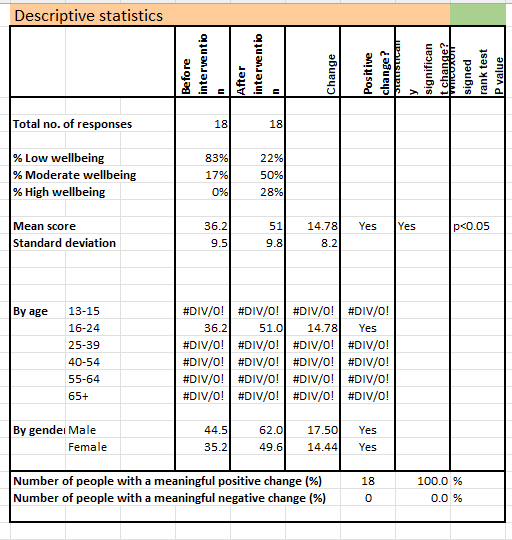 Descriptive statistics
Before interventio n
After interventio n
Change
Positive change?
y significan t change?
signed rank test P value
Total no. of responses 18 18
% Low wellbeing 83% 22%
% Moderate wellbeing 17% 50%
% High wellbeing 0% 28%
Mean score 36.2 51 14.78 Yes Yes p<0.05
Standard deviation 9.5 9.8 8.2
By age 13-15 #DIV/0! #DIV/0! #DIV/0! #DIV/0!
16-24 36.2 51.0 14.78 Yes
25-39 #DIV/0! #DIV/0! #DIV/0! #DIV/0!
40-54 #DIV/0! #DIV/0! #DIV/0! #DIV/0!
55-64 #DIV/0! #DIV/0! #DIV/0! #DIV/0!
65+ #DIV/0! #DIV/0! #DIV/0! #DIV/0!
By gender Male 44.5 62.0 17.50 Yes
Female 35.2 49.6 14.44 Yes
Number of people with a meaningful positive change (%) 18 100.0 %
Number of people with a meaningful negative change (%) 0 0.0 %